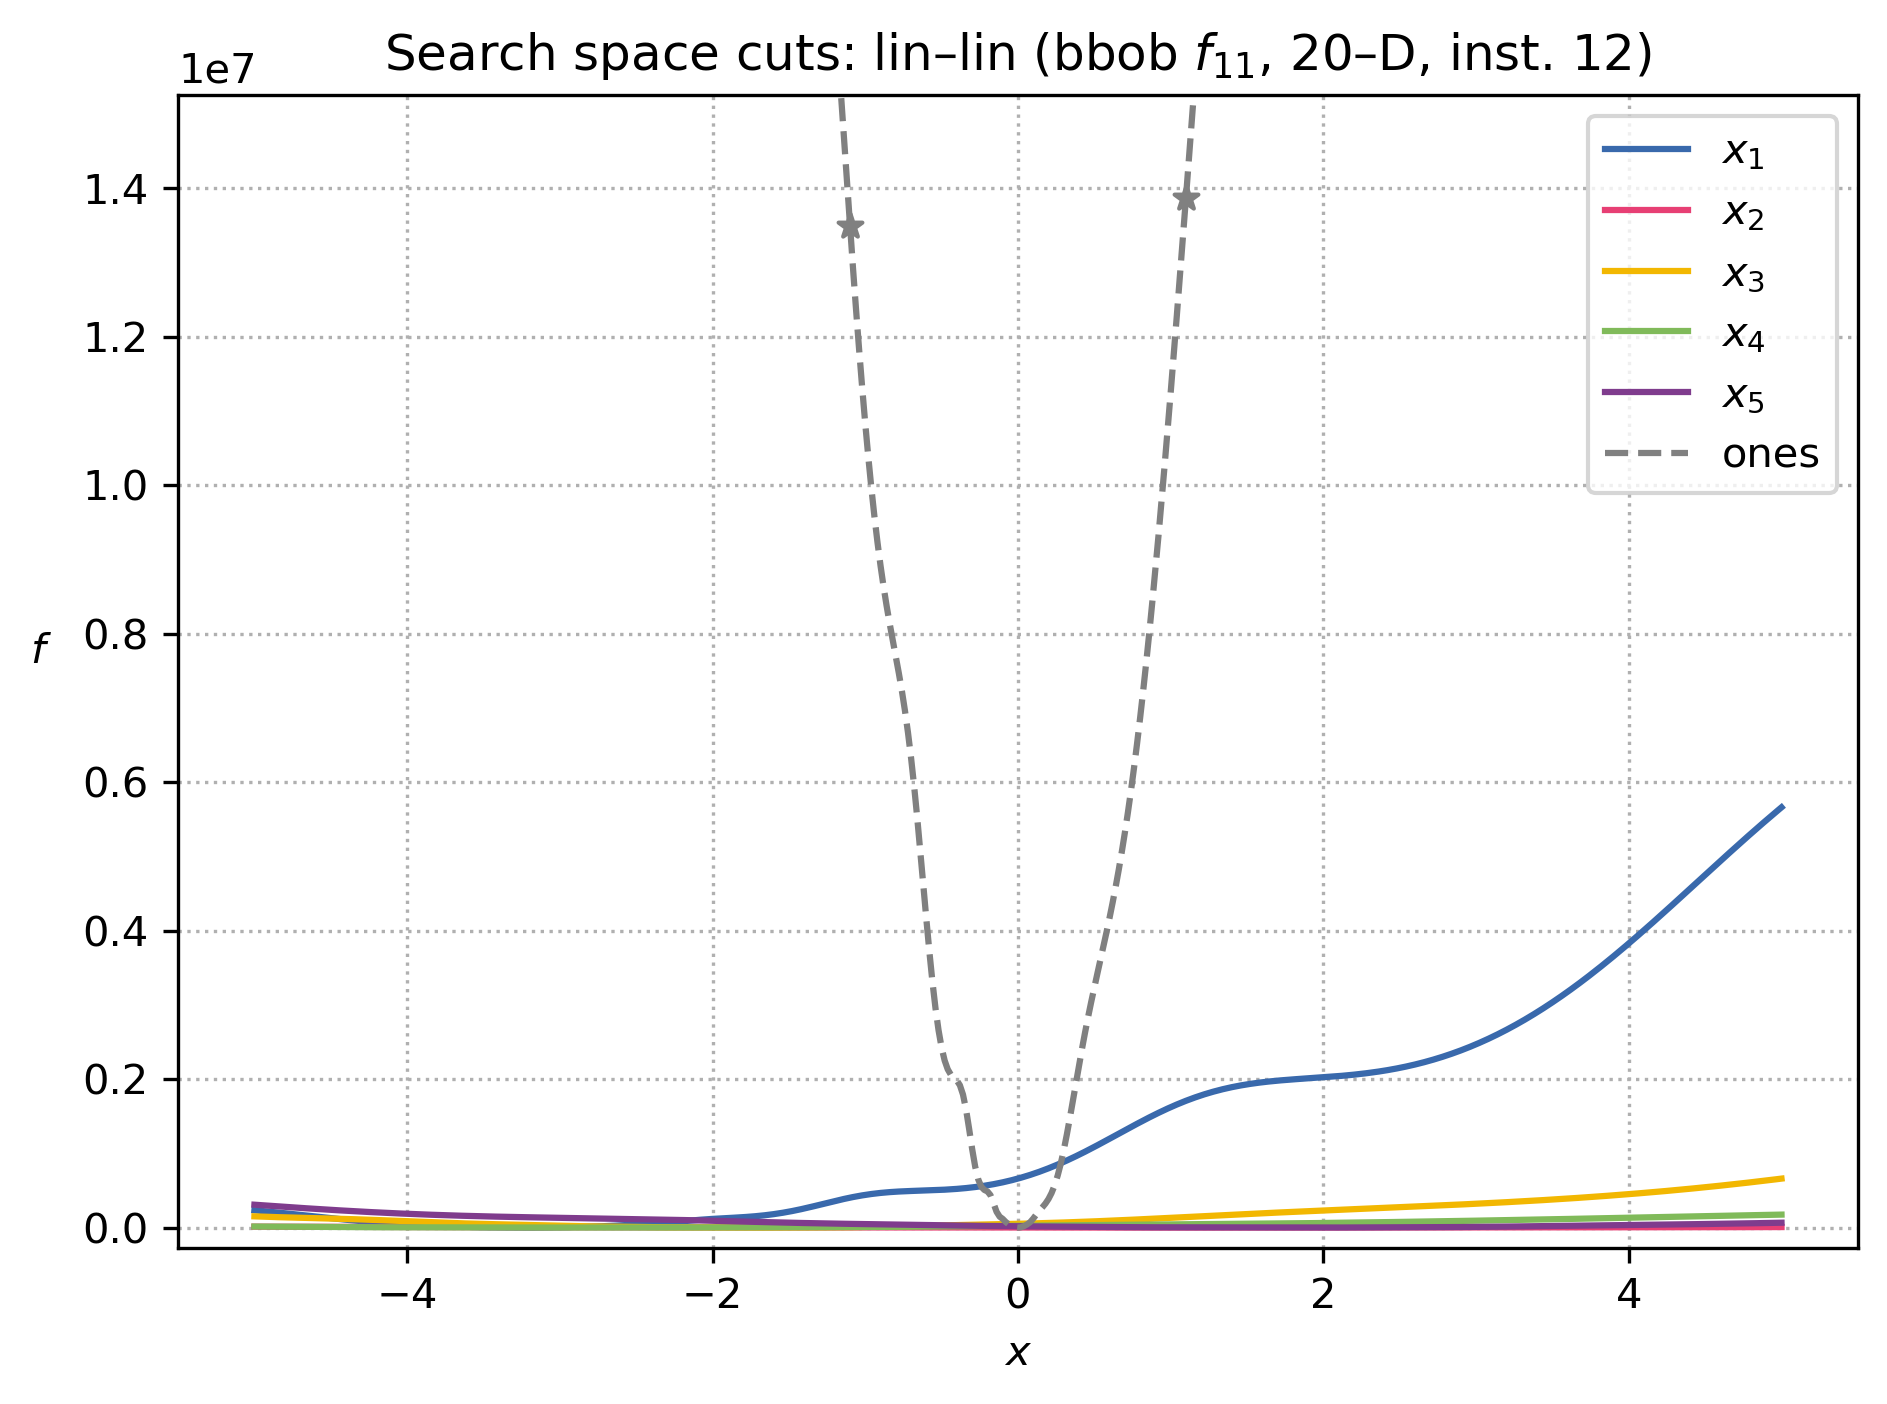 Search space cuts: lin–lin (bbob f₁₁, 20–D, inst. 12)
1e7
1.4
1.2
1.0
0.8
0.6
0.4
0.2
0.0
f
−4 −2 0 2 4
x
x₁
x₂
x₃
x₄
x₅
ones